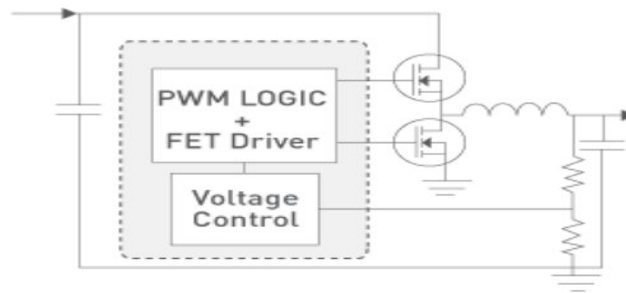 PWM LOGIC
+
FET Driver
Voltage
Control